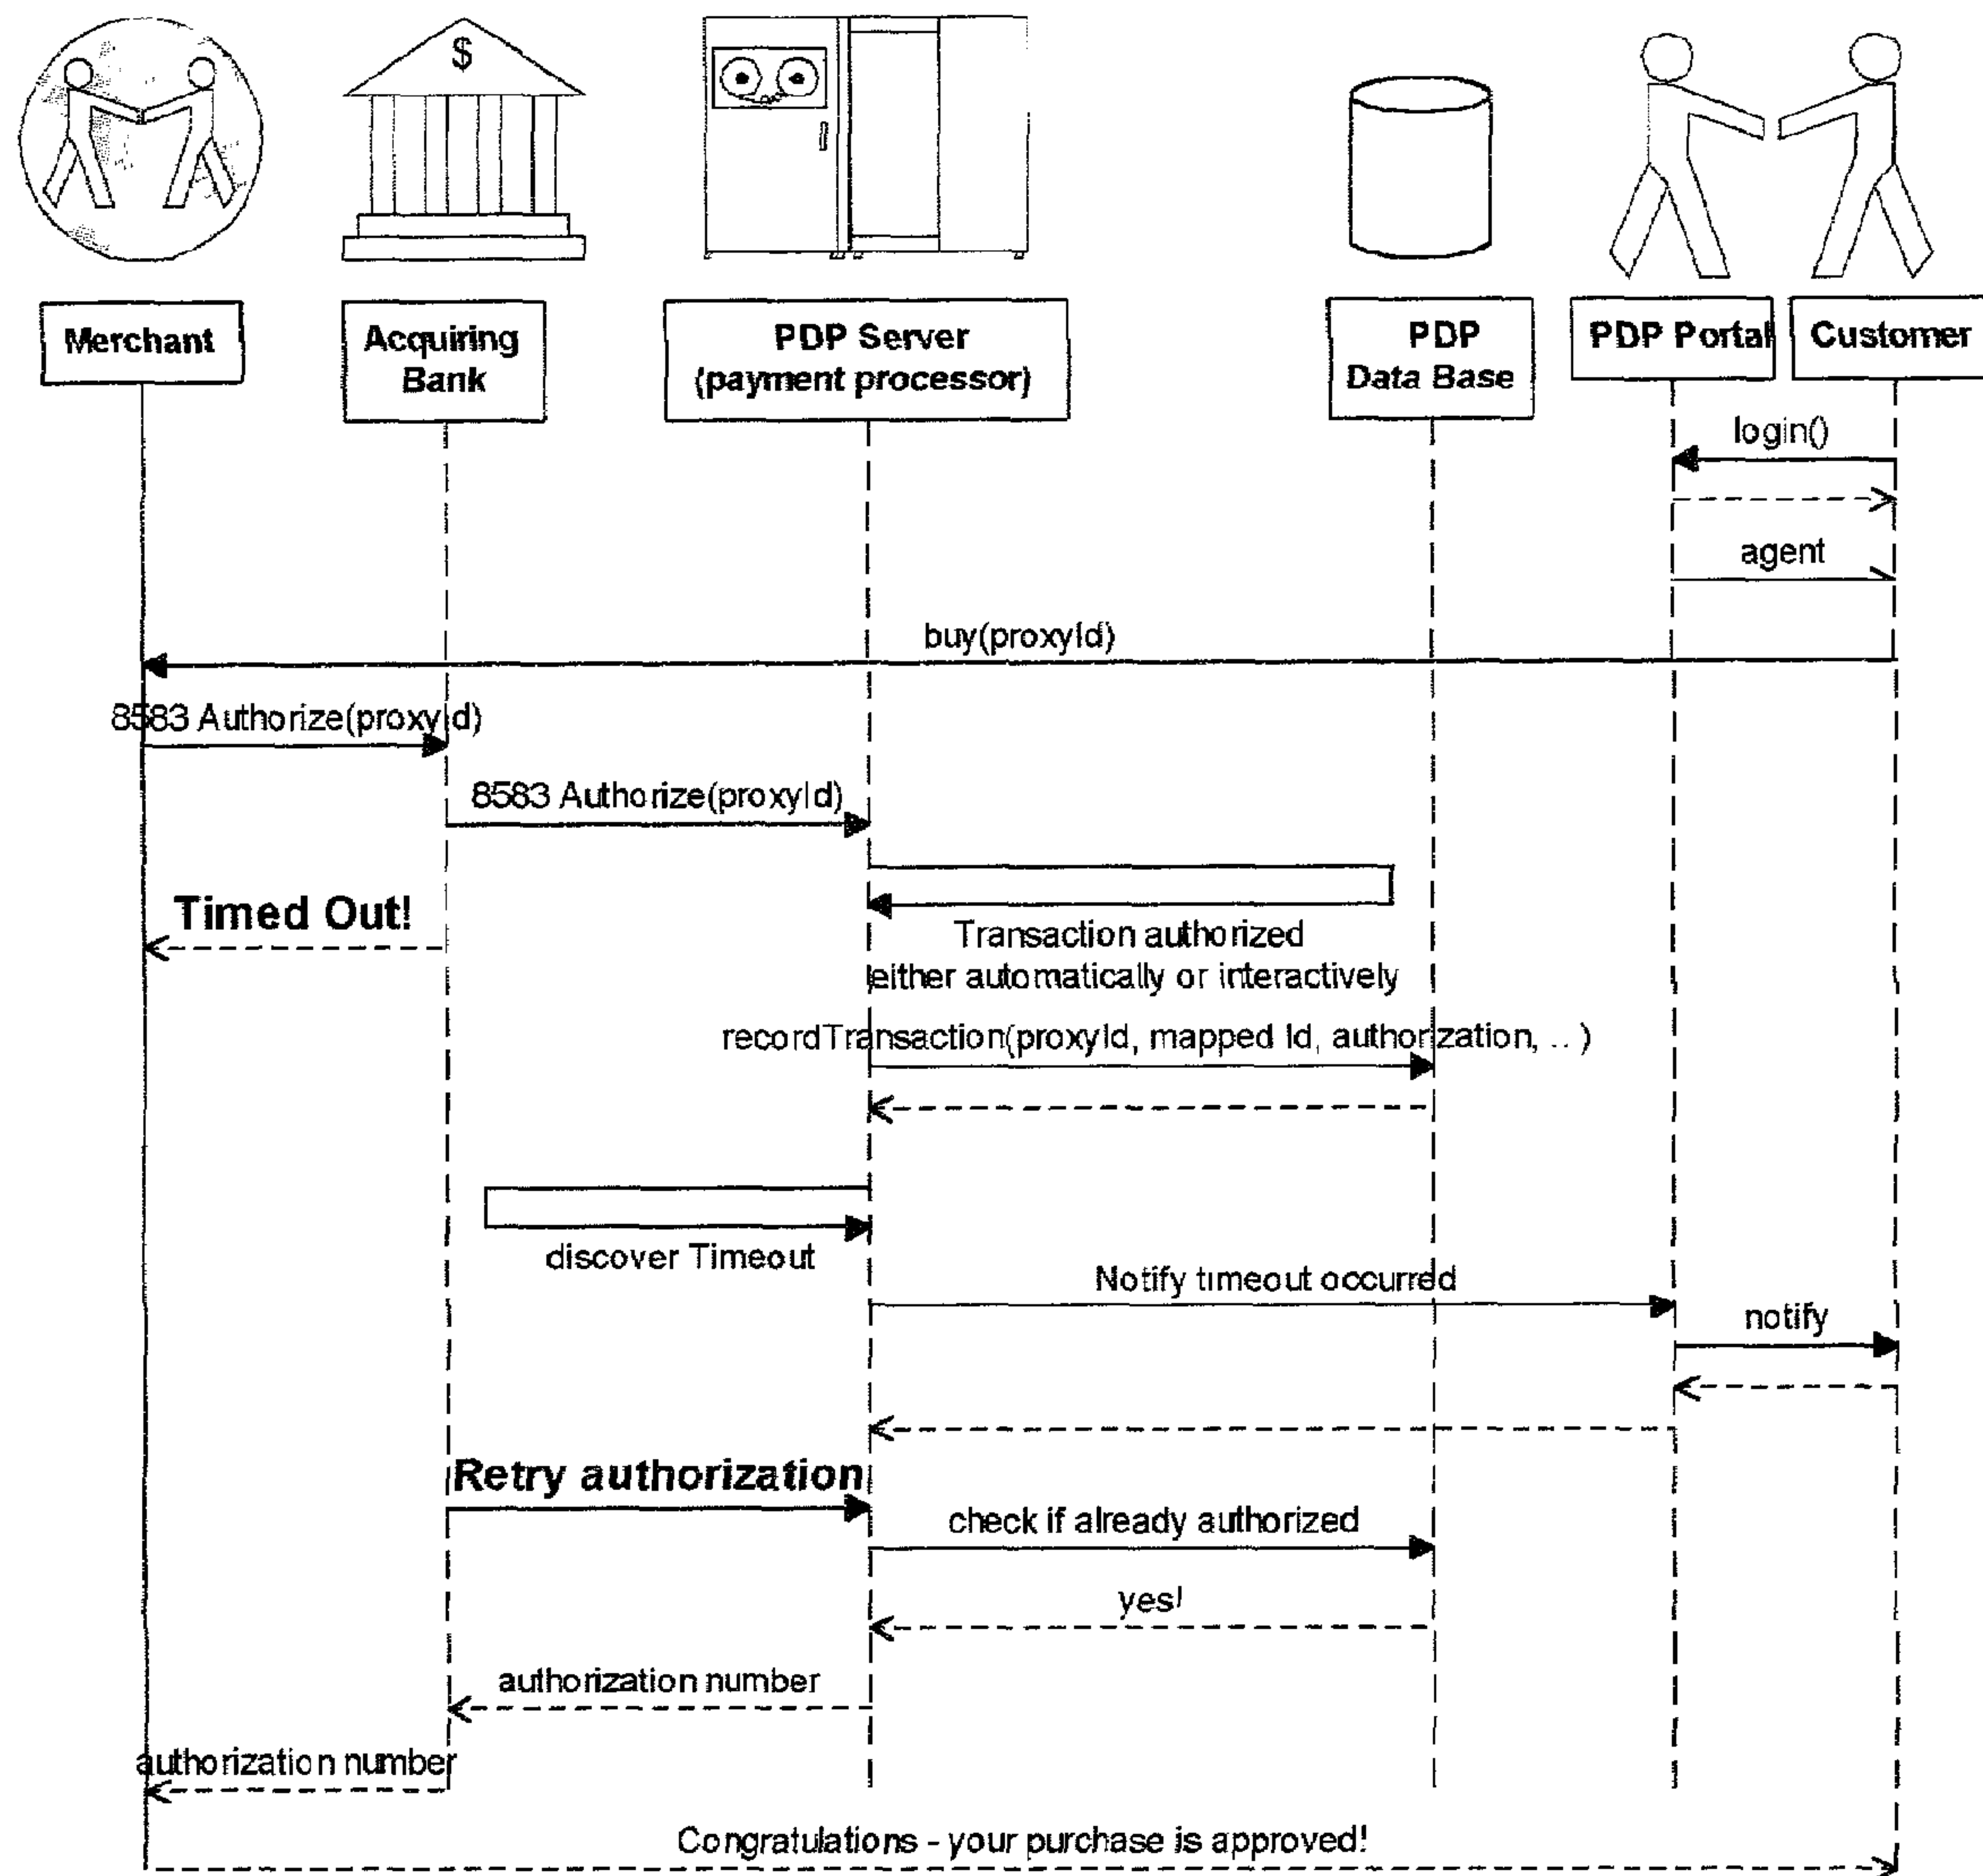 $
Merchant
Acquiring
Bank
PDP Server
(payment processor)
PDP
Data Base
PDP Portal
Customer
login()
agent
buy(proxyId)
8583 Authorize(proxyId)
8583 Authorize(proxyId)
Timed Out!
Transaction authorized
either automatically or interactively
recordTransaction(proxyId, mapped Id, authorization, ...)
discover Timeout
Notify timeout occurred
notify
Retry authorization
check if already authorized
yes!
authorization number
authorization number
Congratulations - your purchase is approved!